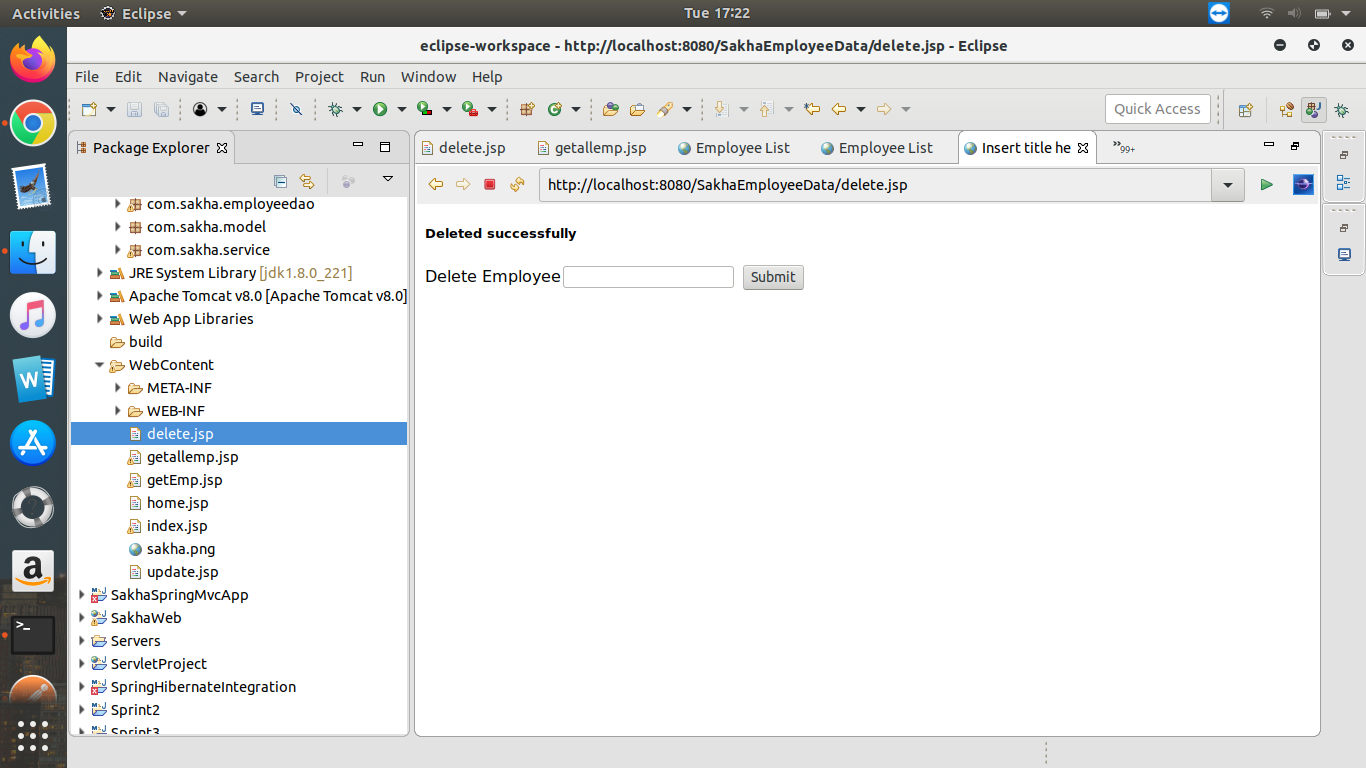 Activities Eclipse Tue 17:22
eclipse-workspace - http://localhost:8080/SakhaEmployeeData/delete.jsp - Eclipse
File Edit Navigate Search Project Run Window Help
Quick Access
Package Explorer
delete.jsp getallemp.jsp Employee List Employee List Insert title he »99+
http://localhost:8080/SakhaEmployeeData/delete.jsp
com.sakha.employeedao
com.sakha.model
com.sakha.service
JRE System Library [jdk1.8.0_221]
Apache Tomcat v8.0 [Apache Tomcat v8.0]
Web App Libraries
build
WebContent
META-INF
WEB-INF
delete.jsp
getallemp.jsp
getEmp.jsp
home.jsp
index.jsp
sakha.png
update.jsp
SakhaSpringMvcApp
SakhaWeb
Servers
ServletProject
SpringHibernateIntegration
Sprint2
Sprint3
Deleted successfully
Delete Employee Submit